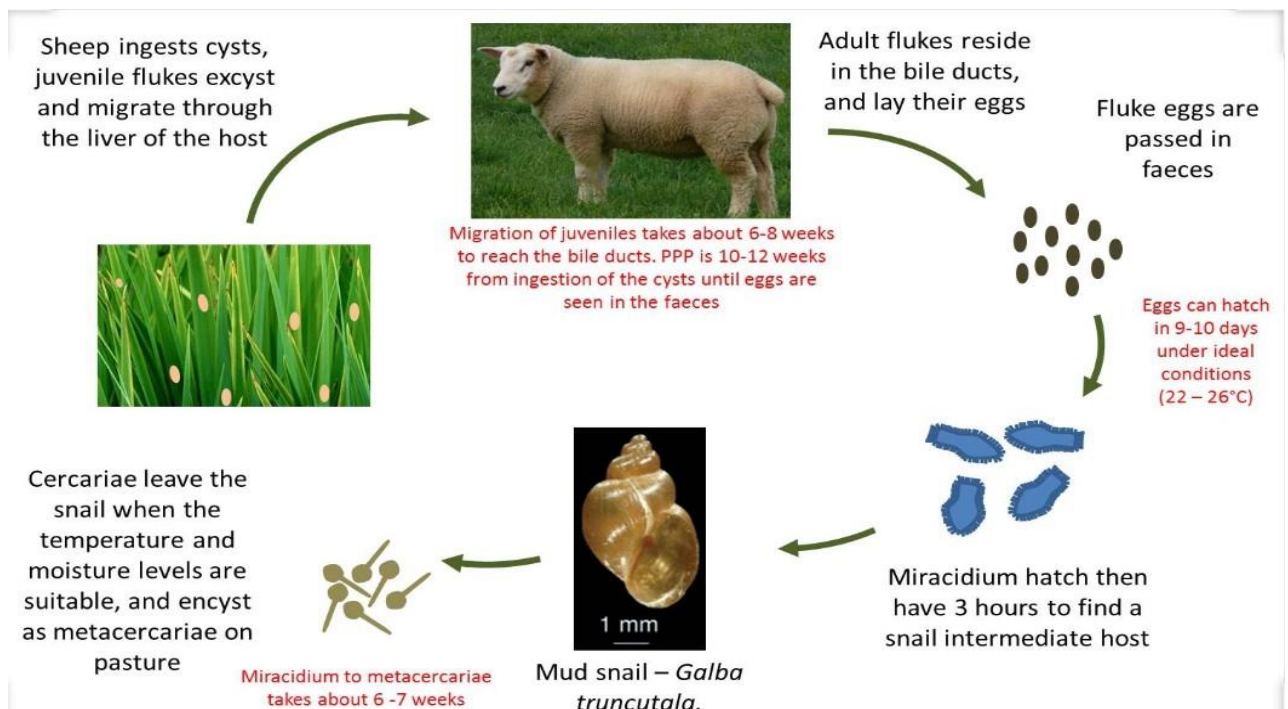 Sheep ingests cysts,
juvenile flukes excyst
and migrate through
the liver of the host
Adult flukes reside
in the bile ducts,
and lay their eggs
Fluke eggs are
passed in
faeces
Migration of juveniles takes about 6-8 weeks
to reach the bile ducts. PPP is 10-12 weeks
from ingestion of the cysts until eggs are
seen in the faeces
Eggs can hatch
in 9-10 days
under ideal
conditions
(22 – 26°C)
Miracidium hatch then
have 3 hours to find a
snail intermediate host
1 mm
Mud snail – Galba
truncutala.
Cercariae leave the
snail when the
temperature and
moisture levels are
suitable, and encyst
as metacercariae on
pasture
Miracidium to metacercariae
takes about 6 -7 weeks